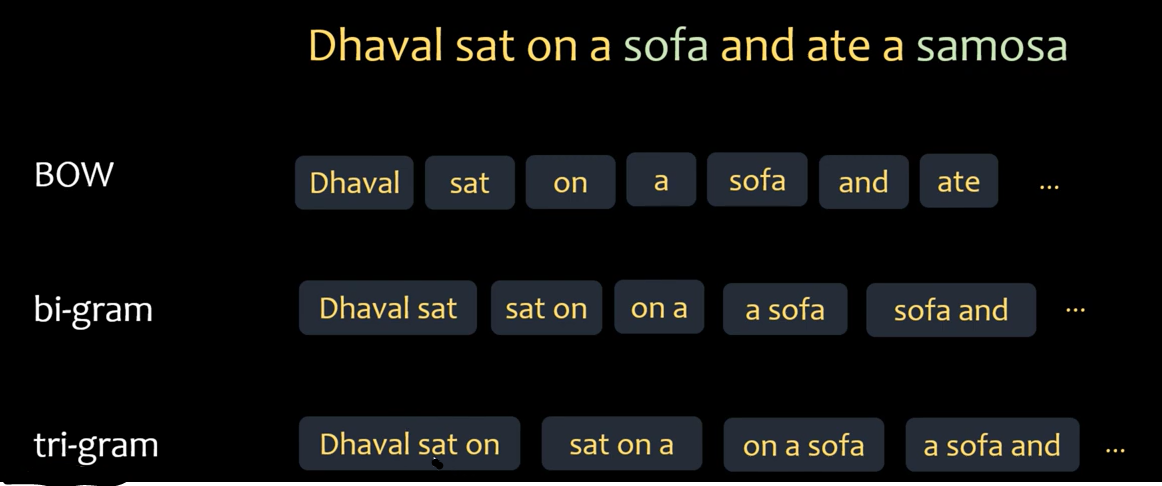 Dhaval sat on a sofa and ate a samosa
BOW Dhaval sat on a sofa and ate ...
bi-gram Dhaval sat sat on on a a sofa sofa and ...
tri-gram Dhaval sat on sat on a on a sofa a sofa and ...